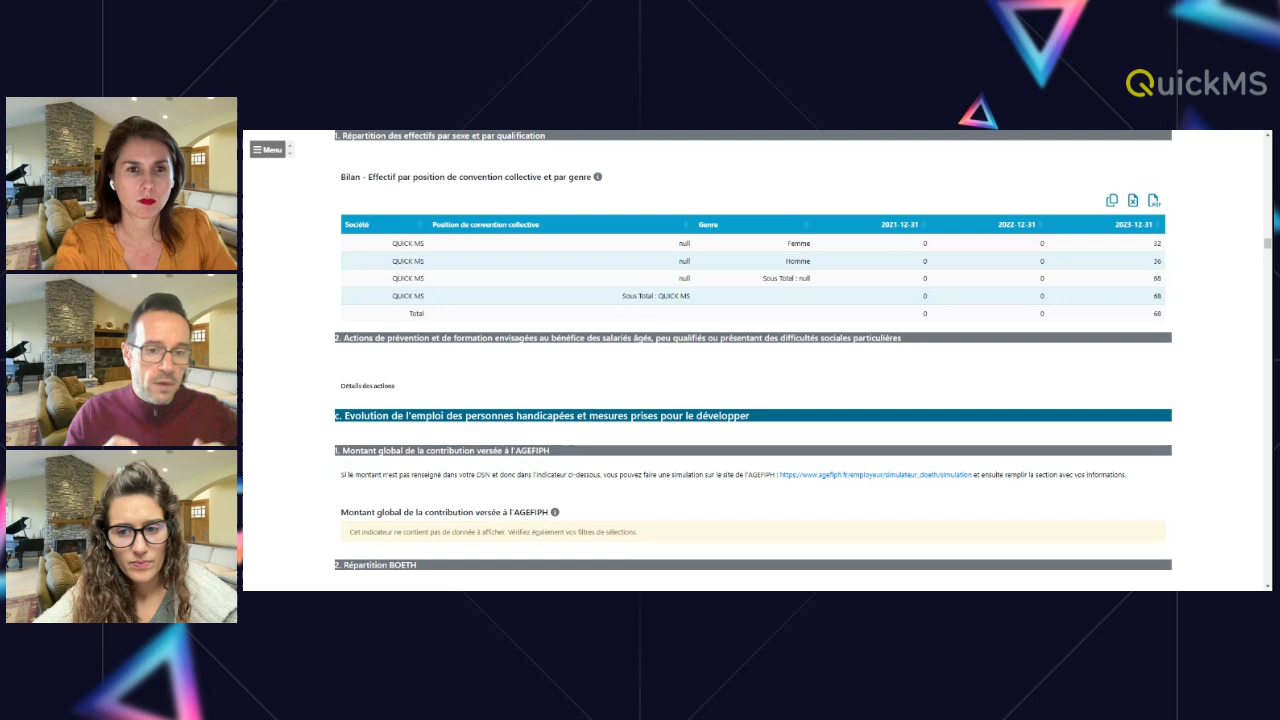 QuickMS
1. Répartition des effectifs par sexe et par qualification
Menu
Bilan - Effectif par position de convention collective et par genre
Société Position de convention collective Genre 2021-12-31 2022-12-31 2023-12-31
QUICK MS null Femme 0 0 32
QUICK MS null Homme 0 0 36
QUICK MS null Sous Total : null 0 0 68
QUICK MS Sous Total : QUICK MS 0 0 68
Total 0 0 68
2. Actions de prévention et de formation envisagées au bénéfice des salariés âgés, peu qualifiés ou présentant des difficultés sociales particulières
Détails des actions
c. Evolution de l'emploi des personnes handicapées et mesures prises pour le développer
1. Montant global de la contribution versée à l'AGEFIPH
Si le montant n'est pas renseigné dans votre DSN et donc dans l'indicateur ci-dessous, vous pouvez faire une simulation sur le site de l'AGEFIPH : https://www.agefiph.fr/employeur/simulateur_doeth/simulation et ensuite remplir la section avec vos informations.
Montant global de la contribution versée à l'AGEFIPH
Cet indicateur ne contient pas de donnée à afficher. Vérifiez également vos filtres de sélections.
2. Répartition BOETH